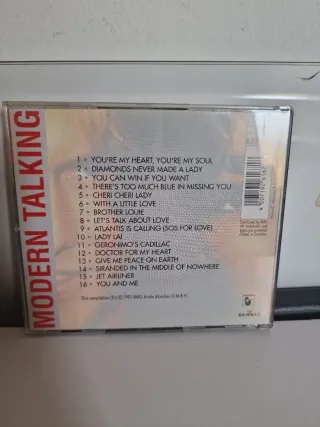 MODERN TALKING
1 • YOU'RE MY HEART, YOU'RE MY SOUL
2 • DIAMONDS NEVER MADE A LADY
3 • YOU CAN WIN IF YOU WANT
4 • THERE'S TOO MUCH BLUE IN MISSING YOU
5 • CHERI CHERI LADY
6 • WITH A LITTLE LOVE
7 • BROTHER LOUIE
8 • LET'S TALK ABOUT LOVE
9 • ATLANTIS IS CALLING (SOS FOR LOVE)
10 • LADY LAI
11 • GERONIMO'S CADILLAC
12 • DOCTOR FOR MY HEART
13 • GIVE ME PEACE ON EARTH
14 • STRANDED IN THE MIDDLE OF NOWHERE
15 • JET AIRLINER
16 • YOU AND ME